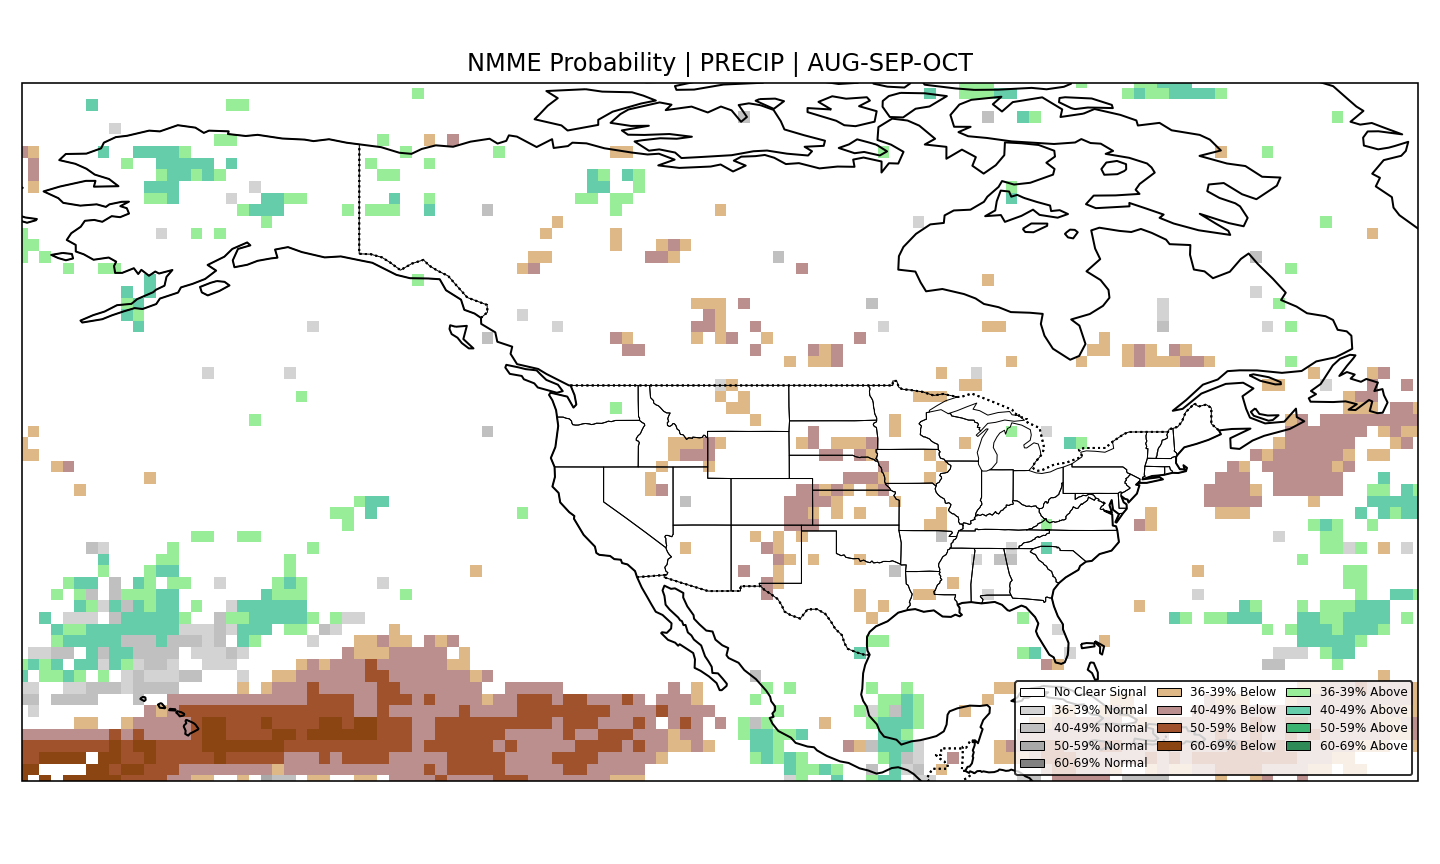 NMME Probability | PRECIP | AUG-SEP-OCT
No Clear Signal
36-39% Normal
40-49% Normal
50-59% Normal
60-69% Normal
36-39% Below
40-49% Below
50-59% Below
60-69% Below
36-39% Above
40-49% Above
50-59% Above
60-69% Above